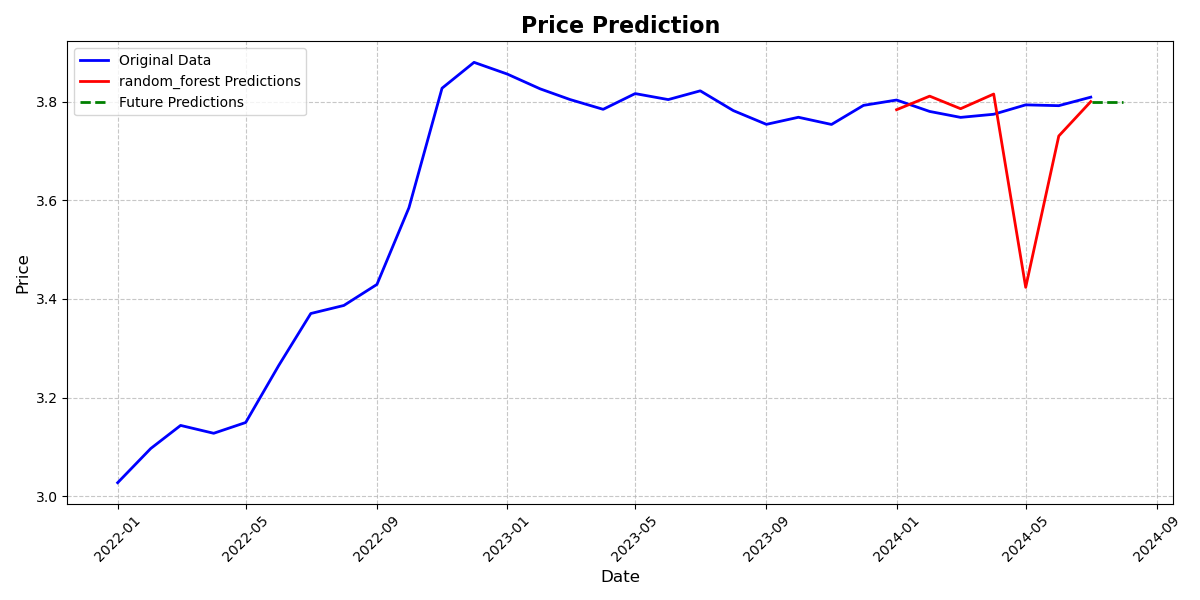 Price Prediction
Original Data
random_forest Predictions
Future Predictions
Price
3.8
3.6
3.4
3.2
3.0
2022-01
2022-05
2022-09
2023-01
2023-05
2023-09
2024-01
2024-05
2024-09
Date